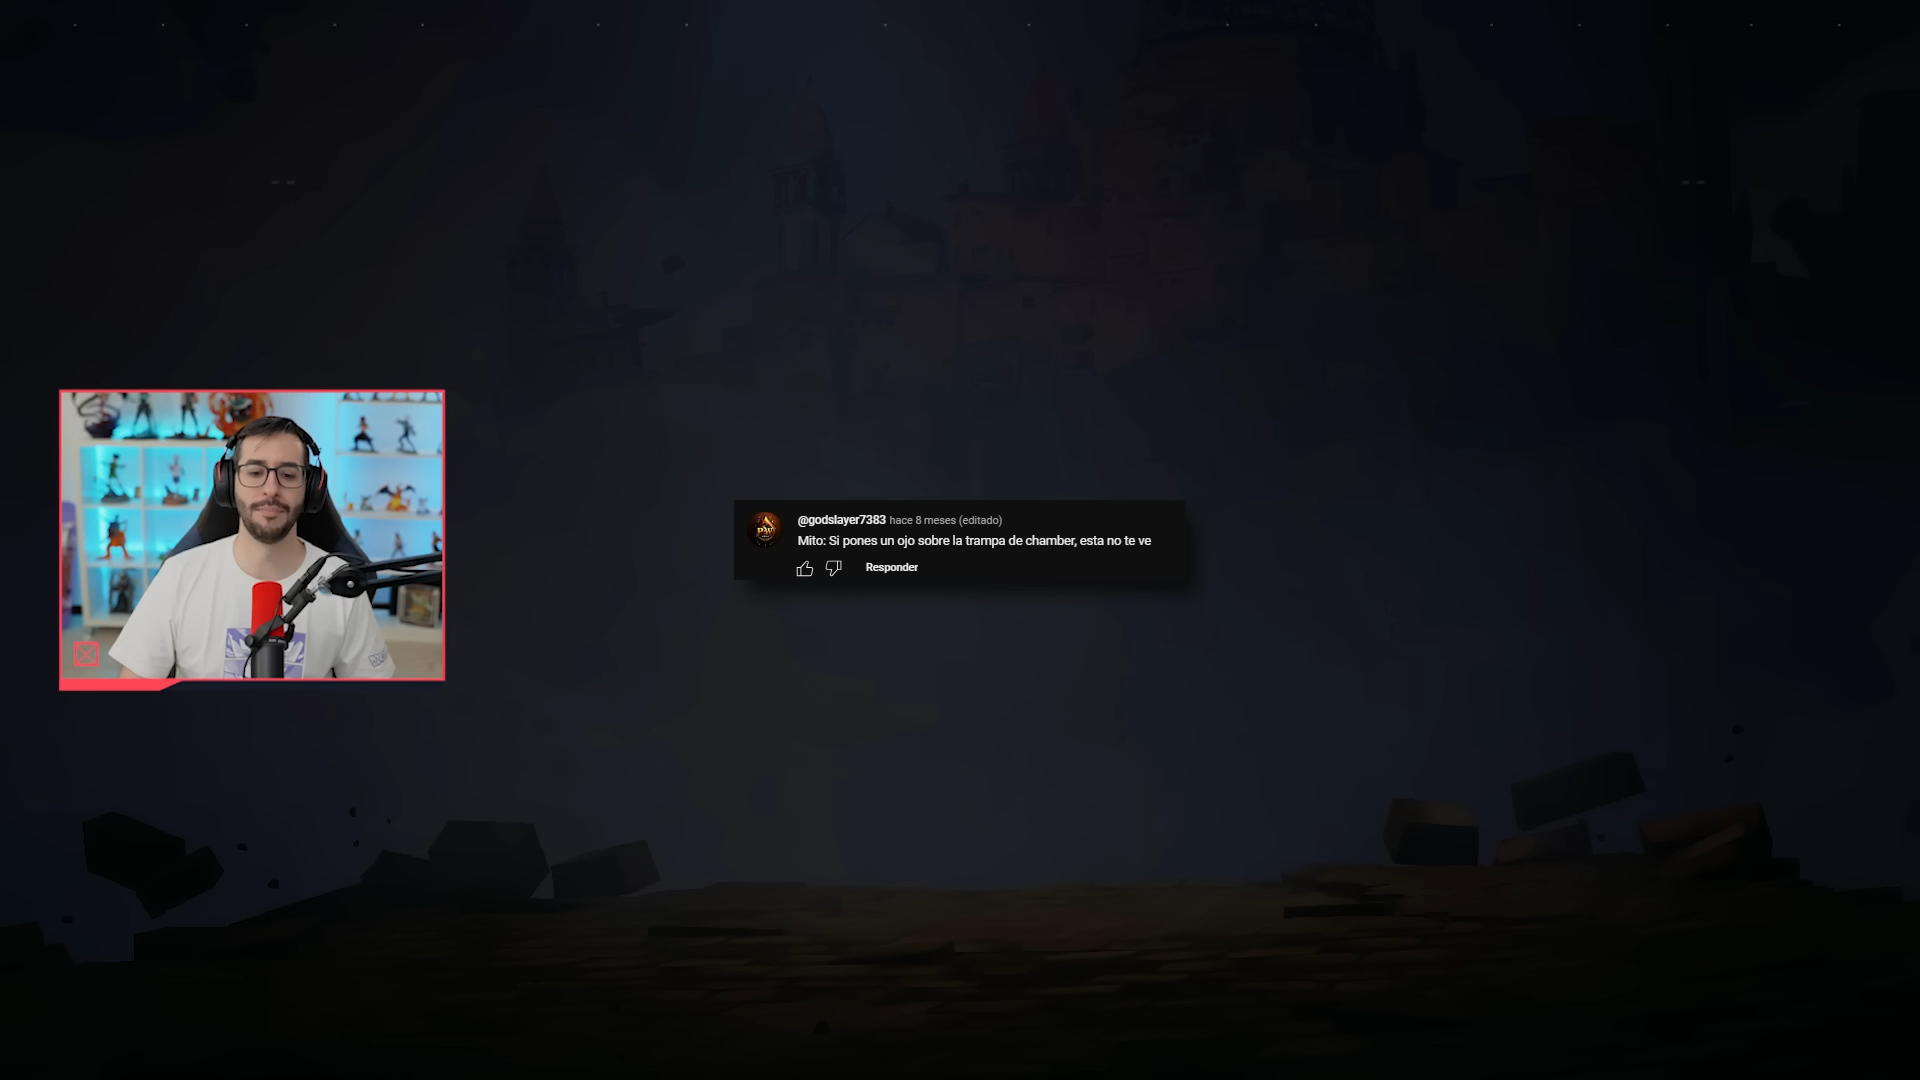 @godslayer7383 hace 8 meses (editado)
Mito: Si pones un ojo sobre la trampa de chamber, esta no te ve
Responder